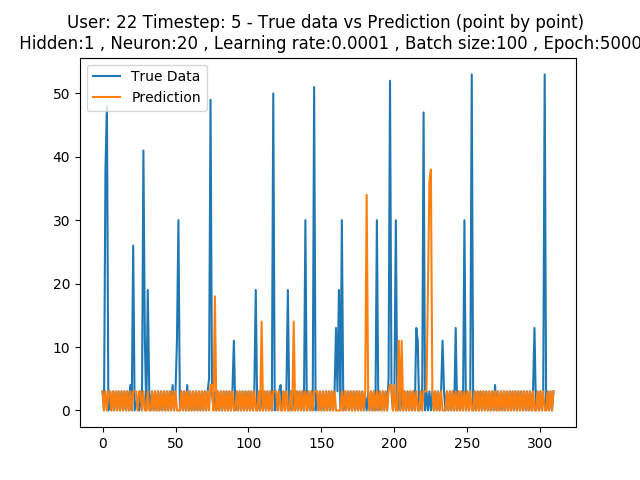 User: 22 Timestep: 5 - True data vs Prediction (point by point)
Hidden:1 , Neuron:20 , Learning rate:0.0001 , Batch size:100 , Epoch:5000
True Data
Prediction
50
40
30
20
10
0
0 50 100 150 200 250 300